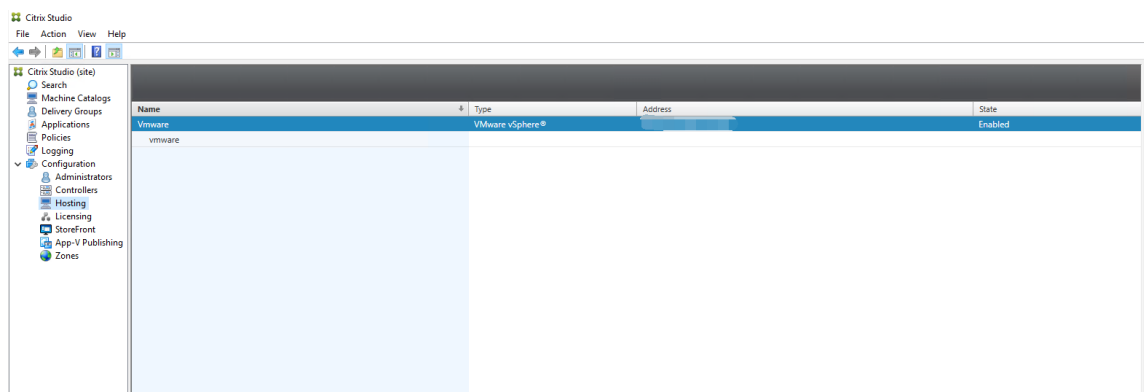 Citrix Studio
File Action View Help
Citrix Studio (site)
Search
Machine Catalogs
Delivery Groups
Applications
Policies
Logging
Configuration
Administrators
Controllers
Hosting
Licensing
StoreFront
App-V Publishing
Zones
Name Type Address State
Vmware VMware vSphere® Enabled
vmware